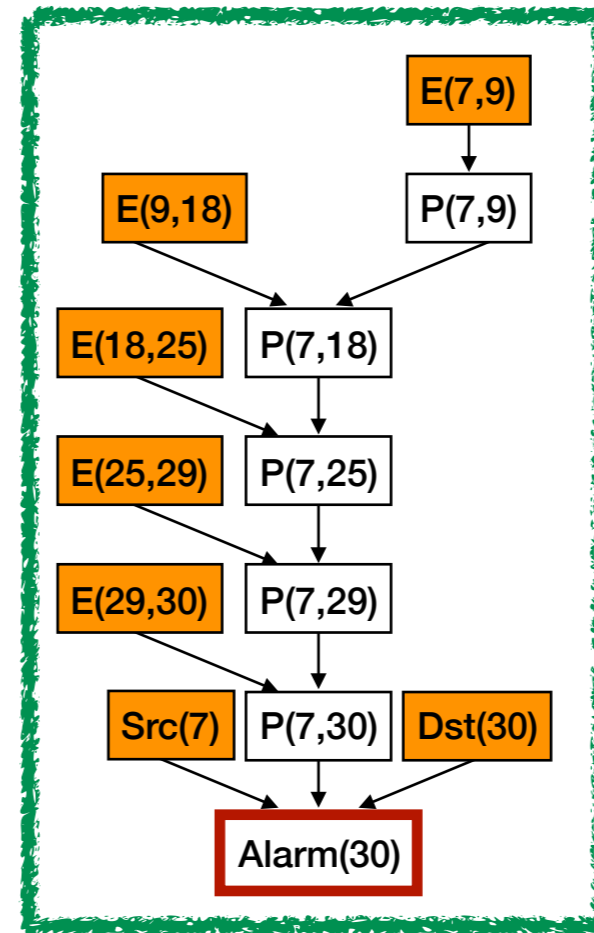 E(7,9)
E(9,18)
P(7,9)
E(18,25)
P(7,18)
E(25,29)
P(7,25)
E(29,30)
P(7,29)
Src(7)
P(7,30)
Dst(30)
Alarm(30)